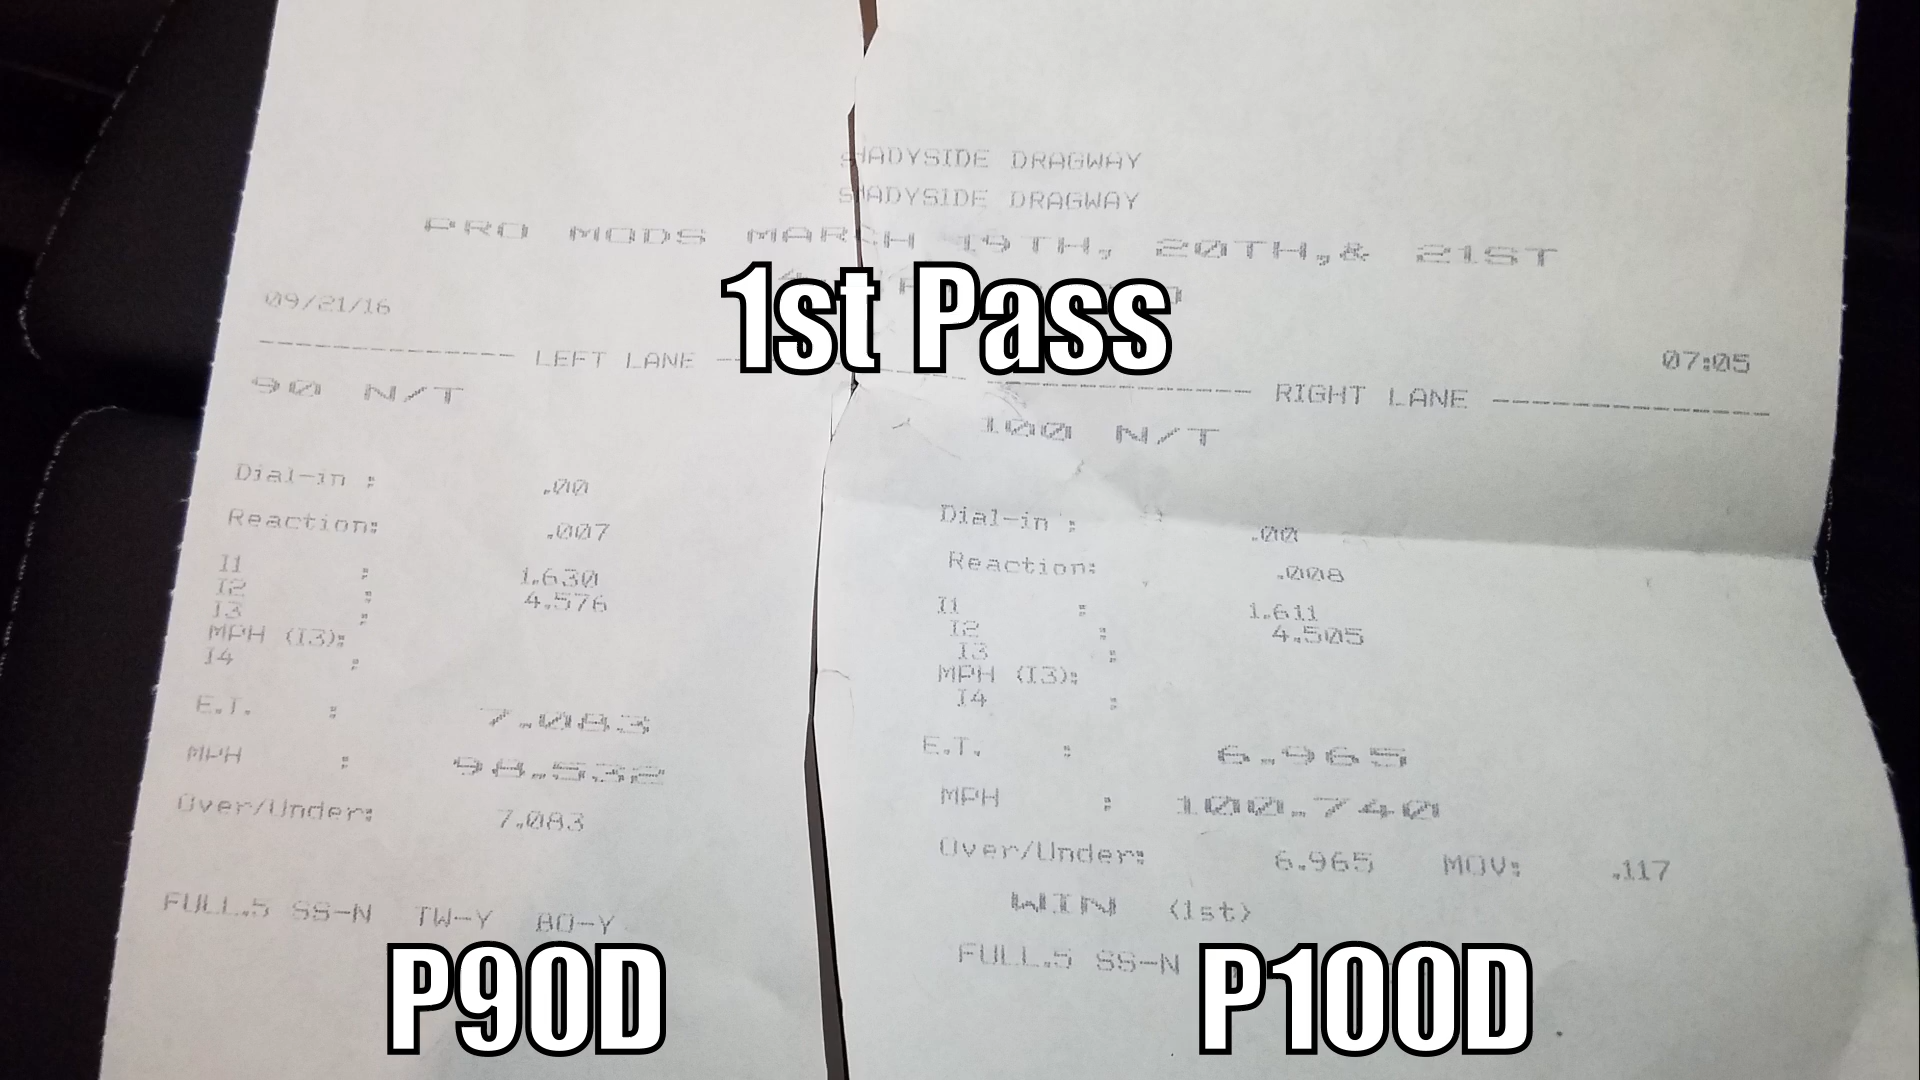 SHADYSIDE DRAGWAY
SHADYSIDE DRAGWAY
PRO MODS MARCH 19TH, 20TH,& 21ST
1st Pass
09/21/16
07:05
-------------- LEFT LANE --
-------------- RIGHT LANE ---------------
90 N/T
100 N/T
Dial-in : .00
Reaction: .007
I1 : 1.630
I2 : 4.576
I3 :
MPH (I3):
I4 :
E.T. : 7.083
MPH : 98.532
Over/Under: 7.083
FULL.5 SS-N TW-Y BO-Y
Dial-in : .00
Reaction: .008
I1 : 1.611
I2 : 4.505
I3 :
MPH (I3):
I4 :
E.T. : 6.965
MPH : 100.740
Over/Under: 6.965 MOV: .117
WIN (1st)
FULL.5 SS-N
P90D
P100D